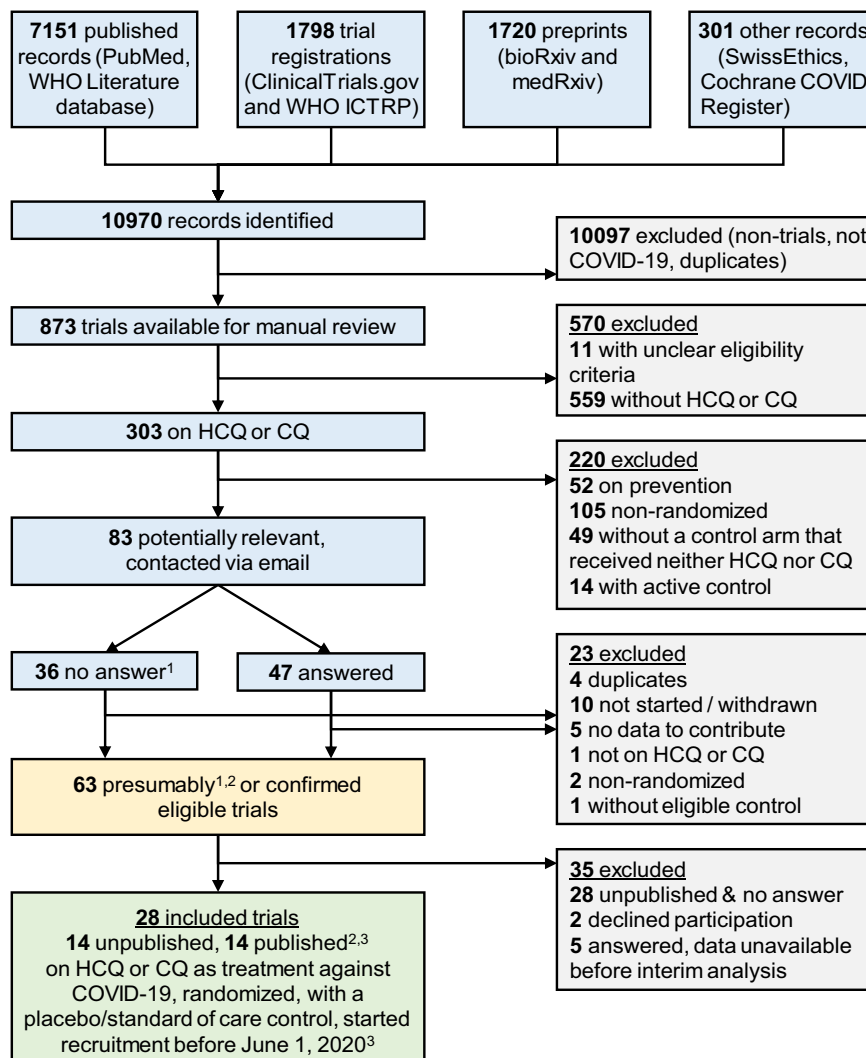 7151 published
records (PubMed,
WHO Literature
database)
1798 trial
registrations
(ClinicalTrials.gov
and WHO ICTRP)
1720 preprints
(bioRxiv and
medRxiv)
301 other records
(SwissEthics,
Cochrane COVID
Register)
10970 records identified
10097 excluded (non-trials, not
COVID-19, duplicates)
873 trials available for manual review
570 excluded
11 with unclear eligibility
criteria
559 without HCQ or CQ
303 on HCQ or CQ
220 excluded
52 on prevention
105 non-randomized
49 without a control arm that
received neither HCQ nor CQ
14 with active control
83 potentially relevant,
contacted via email
36 no answer¹
47 answered
23 excluded
4 duplicates
10 not started / withdrawn
5 no data to contribute
1 not on HCQ or CQ
2 non-randomized
1 without eligible control
63 presumably¹,² or confirmed
eligible trials
35 excluded
28 unpublished & no answer
2 declined participation
5 answered, data unavailable
before interim analysis
28 included trials
14 unpublished, 14 published²,³
on HCQ or CQ as treatment against
COVID-19, randomized, with a
placebo/standard of care control, started
recruitment before June 1, 2020³